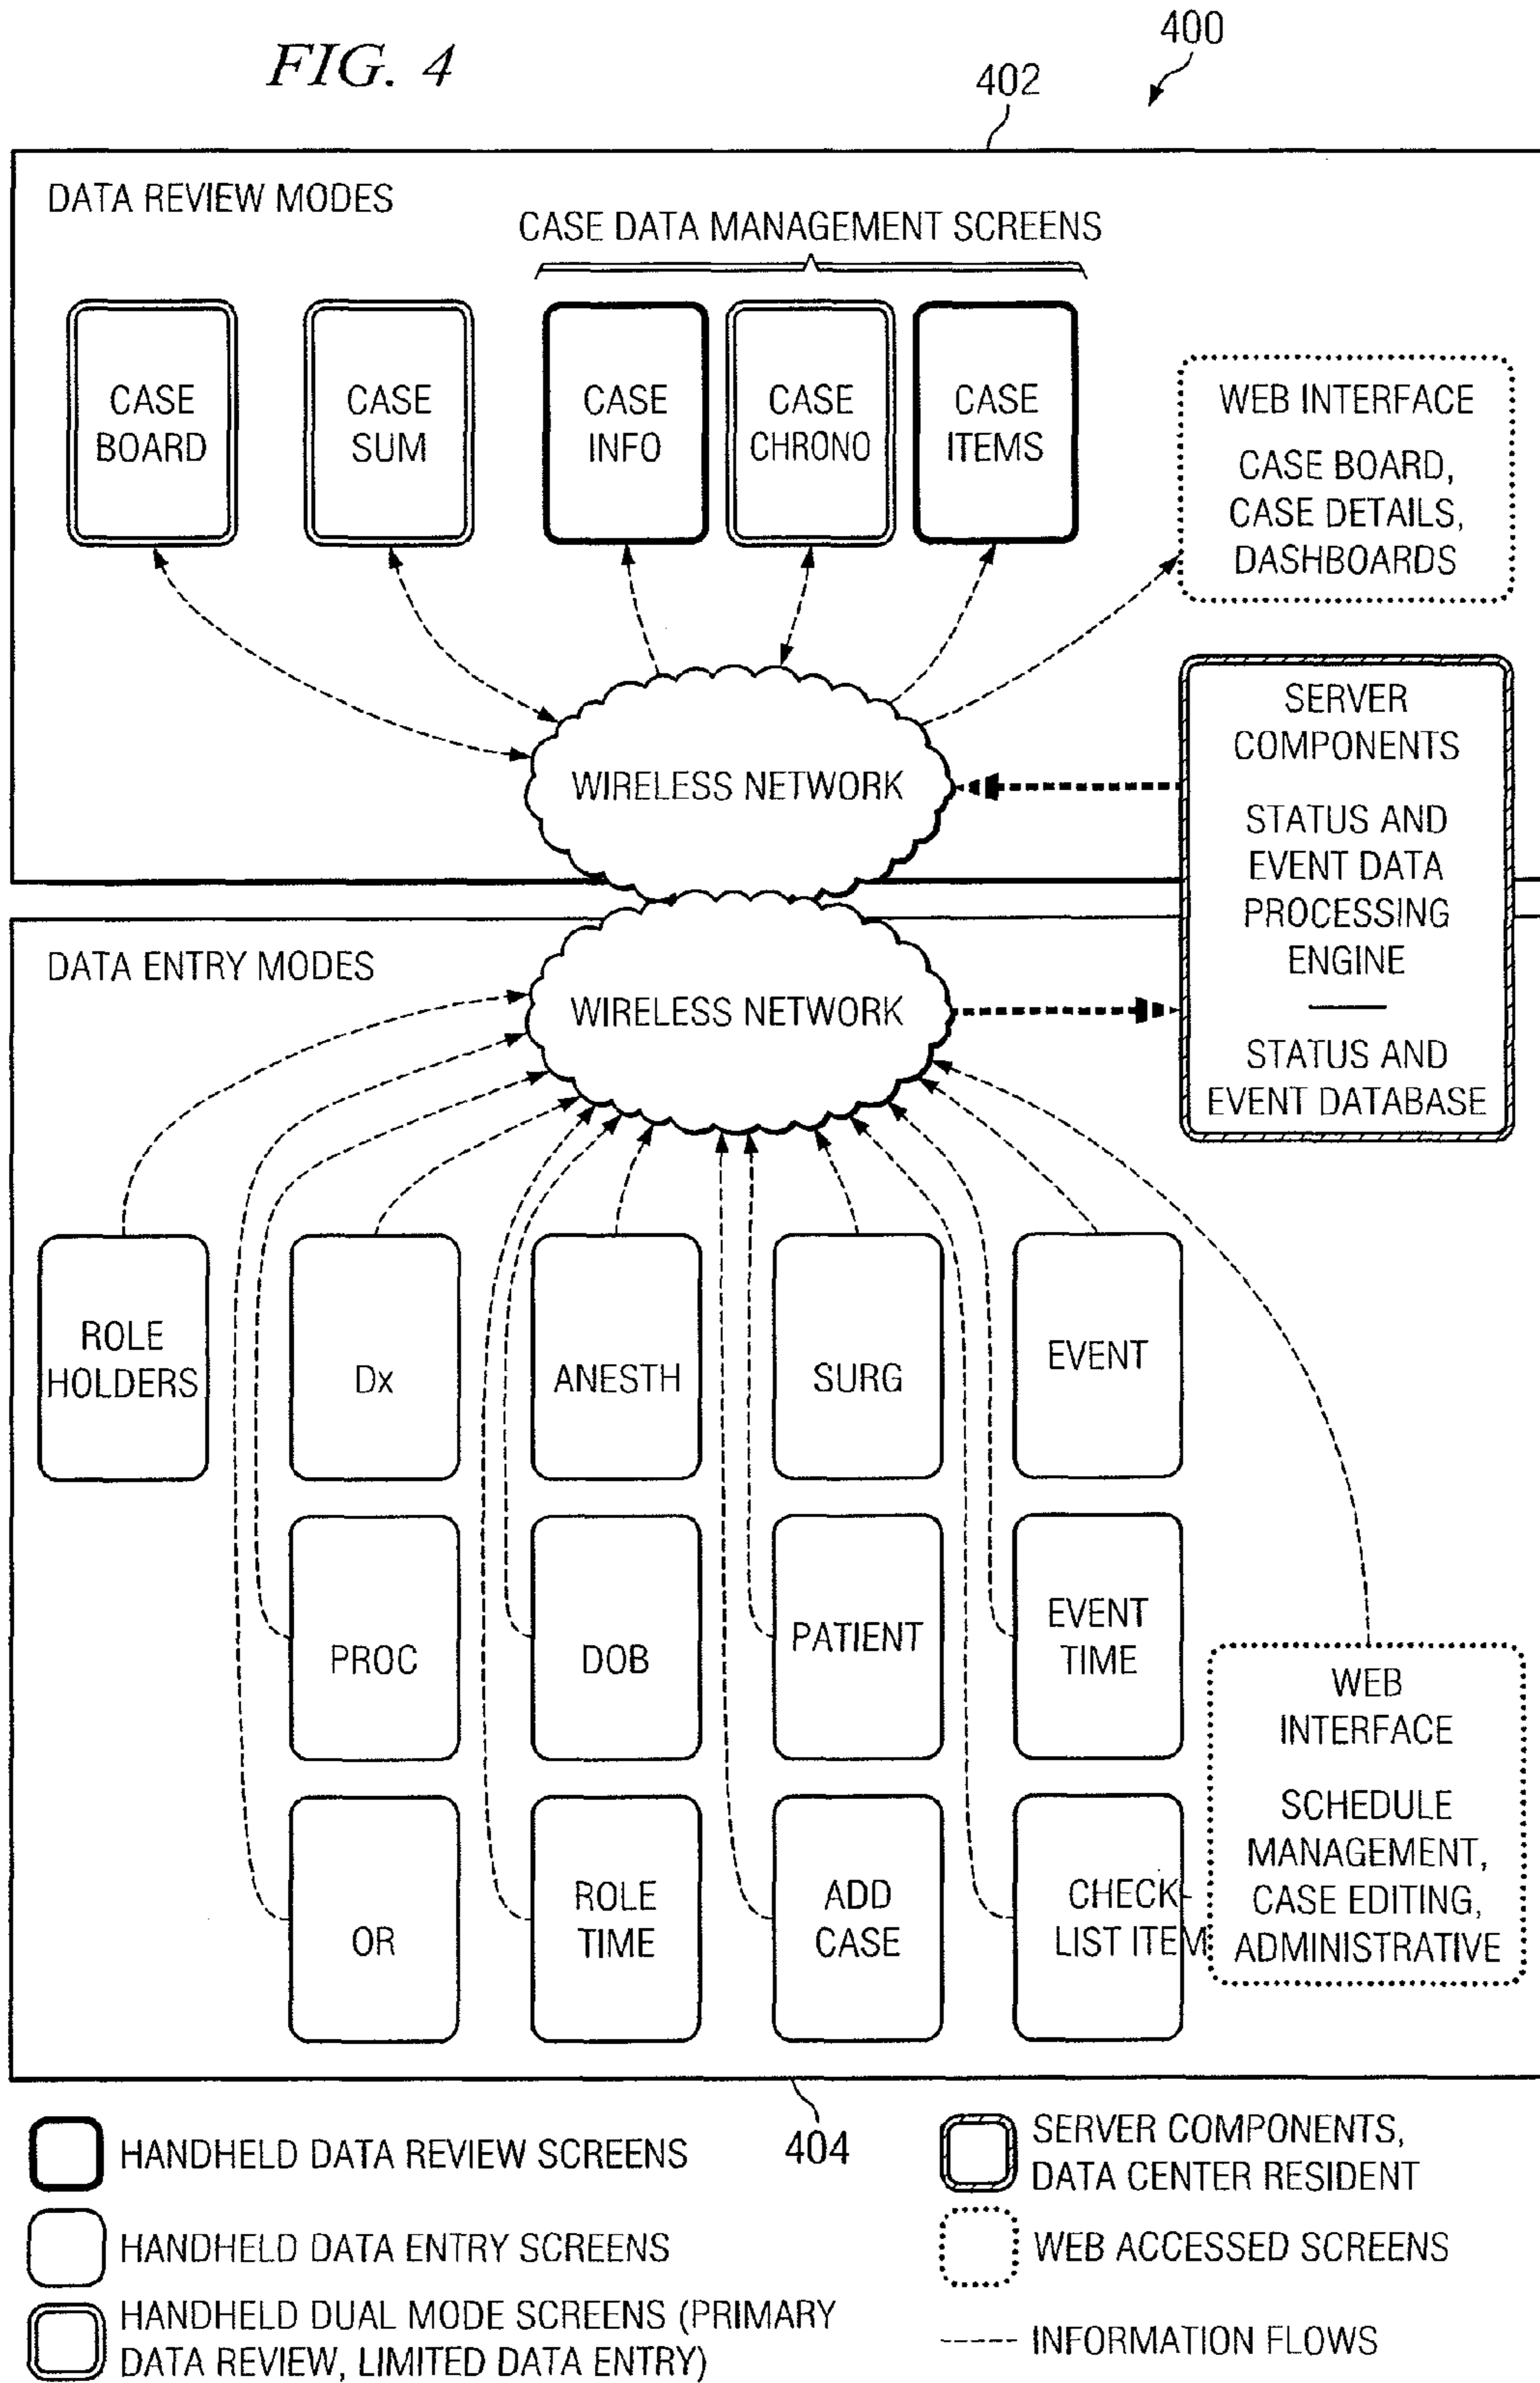 FIG. 4
400
402
DATA REVIEW MODES
CASE DATA MANAGEMENT SCREENS
CASE
BOARD
CASE
SUM
CASE
INFO
CASE
CHRONO
CASE
ITEMS
WEB INTERFACE
CASE BOARD,
CASE DETAILS,
DASHBOARDS
WIRELESS NETWORK
SERVER
COMPONENTS
STATUS AND
EVENT DATA
PROCESSING
ENGINE
STATUS AND
EVENT DATABASE
DATA ENTRY MODES
WIRELESS NETWORK
ROLE
HOLDERS
Dx
ANESTH
SURG
EVENT
PROC
DOB
PATIENT
EVENT
TIME
OR
ROLE
TIME
ADD
CASE
CHECK-
LIST ITEM
WEB
INTERFACE
SCHEDULE
MANAGEMENT,
CASE EDITING,
ADMINISTRATIVE
404
HANDHELD DATA REVIEW SCREENS
HANDHELD DATA ENTRY SCREENS
HANDHELD DUAL MODE SCREENS (PRIMARY
DATA REVIEW, LIMITED DATA ENTRY)
SERVER COMPONENTS,
DATA CENTER RESIDENT
WEB ACCESSED SCREENS
INFORMATION FLOWS